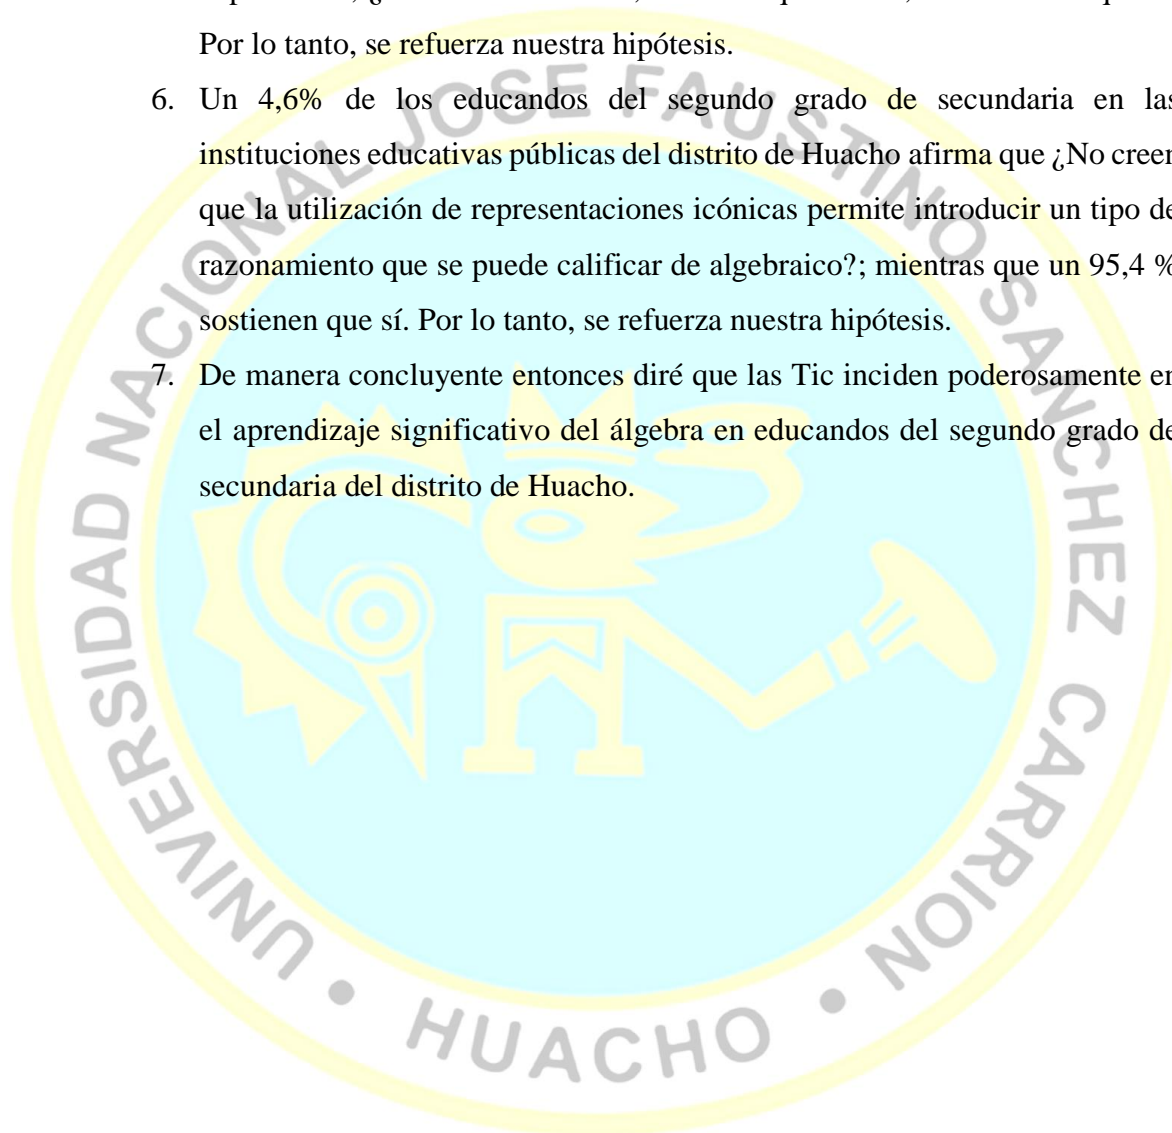 Por lo tanto, se refuerza nuestra hipótesis.
6. Un 4,6% de los educandos del segundo grado de secundaria en las
instituciones educativas públicas del distrito de Huacho afirma que ¿No creen
que la utilización de representaciones icónicas permite introducir un tipo de
razonamiento que se puede calificar de algebraico?; mientras que un 95,4 %
sostienen que sí. Por lo tanto, se refuerza nuestra hipótesis.
7. De manera concluyente entonces diré que las Tic inciden poderosamente en
el aprendizaje significativo del álgebra en educandos del segundo grado de
secundaria del distrito de Huacho.
UNIVERSIDAD NACIONAL JOSE FAUSTINO SANCHEZ CARRION
• HUACHO •